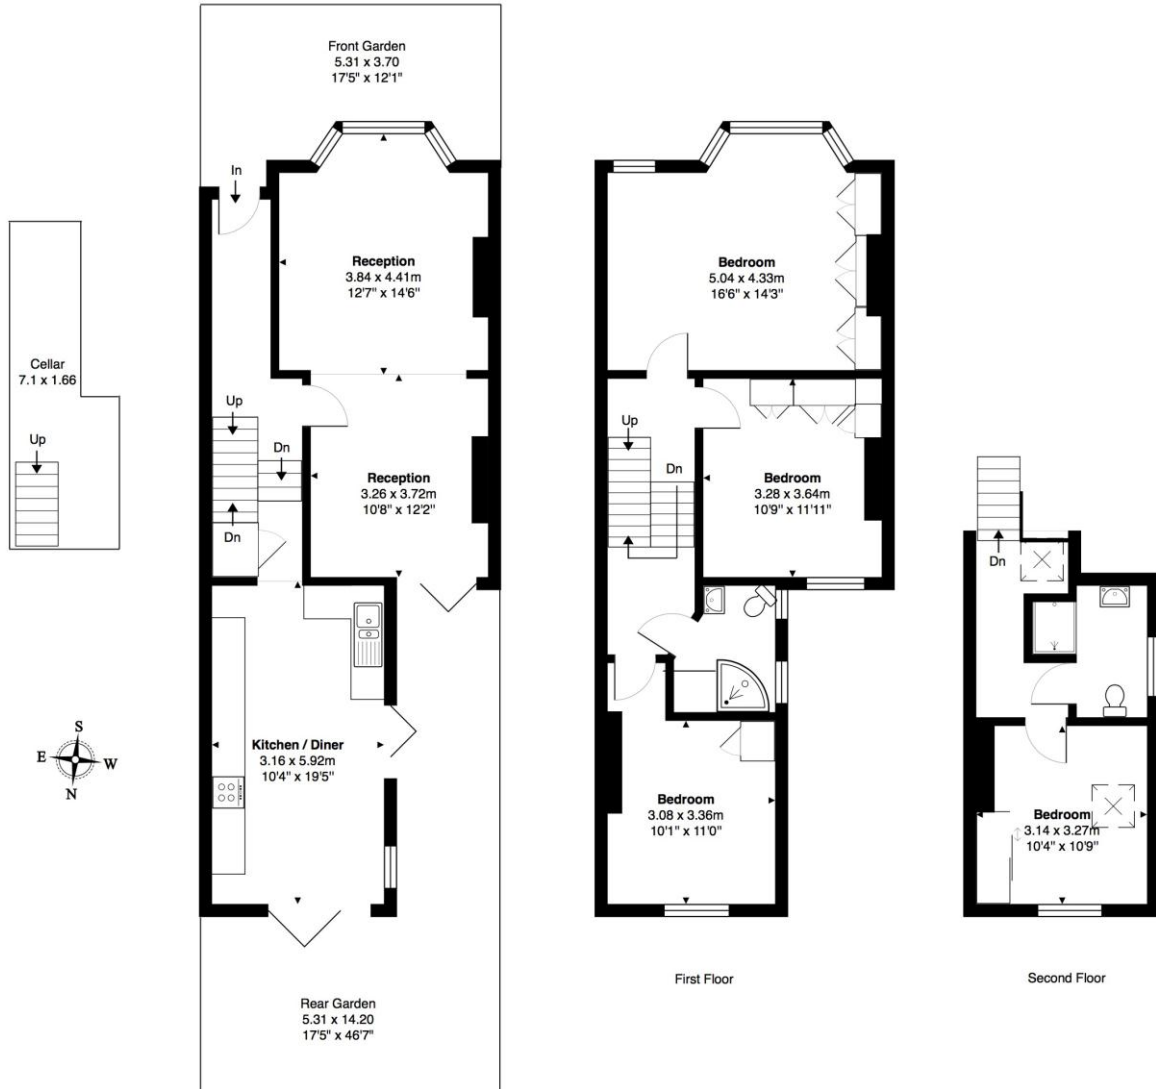 Front Garden
5.31 x 3.70
17'5" x 12'1"
In
Reception
3.84 x 4.41m
12'7" x 14'6"
Up
Dn
Dn
Reception
3.26 x 3.72m
10'8" x 12'2"
Kitchen / Diner
3.16 x 5.92m
10'4" x 19'5"
Rear Garden
5.31 x 14.20
17'5" x 46'7"
Cellar
7.1 x 1.66
Up
S
E
W
N
Bedroom
5.04 x 4.33m
16'6" x 14'3"
Up
Dn
Bedroom
3.28 x 3.64m
10'9" x 11'11"
Bedroom
3.08 x 3.36m
10'1" x 11'0"
First Floor
Dn
Bedroom
3.14 x 3.27m
10'4" x 10'9"
Second Floor